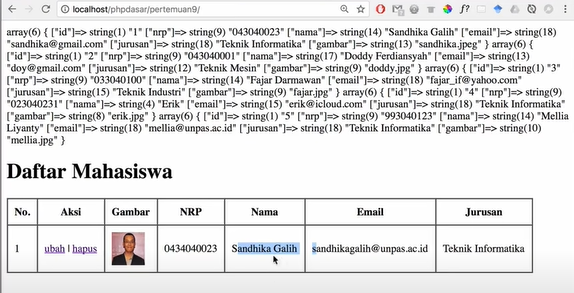 localhost/phpdasar/pertemuan9/
array(6) { ["id"]=> string(1) "1" ["nrp"]=> string(9) "043040023" ["nama"]=> string(14) "Sandhika Galih" ["email"]=> string(18)
"sandhika@gmail.com" ["jurusan"]=> string(18) "Teknik Informatika" ["gambar"]=> string(13) "sandhika.jpeg" } array(6) {
["id"]=> string(1) "2" ["nrp"]=> string(9) "043040001" ["nama"]=> string(17) "Doddy Ferdiansyah" ["email"]=> string(13)
"doy@gmail.com" ["jurusan"]=> string(12) "Teknik Mesin" ["gambar"]=> string(9) "doddy.jpg" } array(6) { ["id"]=> string(1) "3"
["nrp"]=> string(9) "033040100" ["nama"]=> string(14) "Fajar Darmawan" ["email"]=> string(18) "fajar_if@yahoo.com"
["jurusan"]=> string(15) "Teknik Industri" ["gambar"]=> string(9) "fajar.jpg" } array(6) { ["id"]=> string(1) "4" ["nrp"]=> string(9)
"023040231" ["nama"]=> string(4) "Erik" ["email"]=> string(15) "erik@icloud.com" ["jurusan"]=> string(18) "Teknik Informatika"
["gambar"]=> string(8) "erik.jpg" } array(6) { ["id"]=> string(1) "5" ["nrp"]=> string(9) "993040123" ["nama"]=> string(14) "Mellia
Liyanty" ["email"]=> string(18) "mellia@unpas.ac.id" ["jurusan"]=> string(18) "Teknik Informatika" ["gambar"]=> string(10)
"mellia.jpg" }
Daftar Mahasiswa
No. Aksi Gambar NRP Nama Email Jurusan
1 ubah | hapus 0434040023 Sandhika Galih sandhikagalih@unpas.ac.id Teknik Informatika